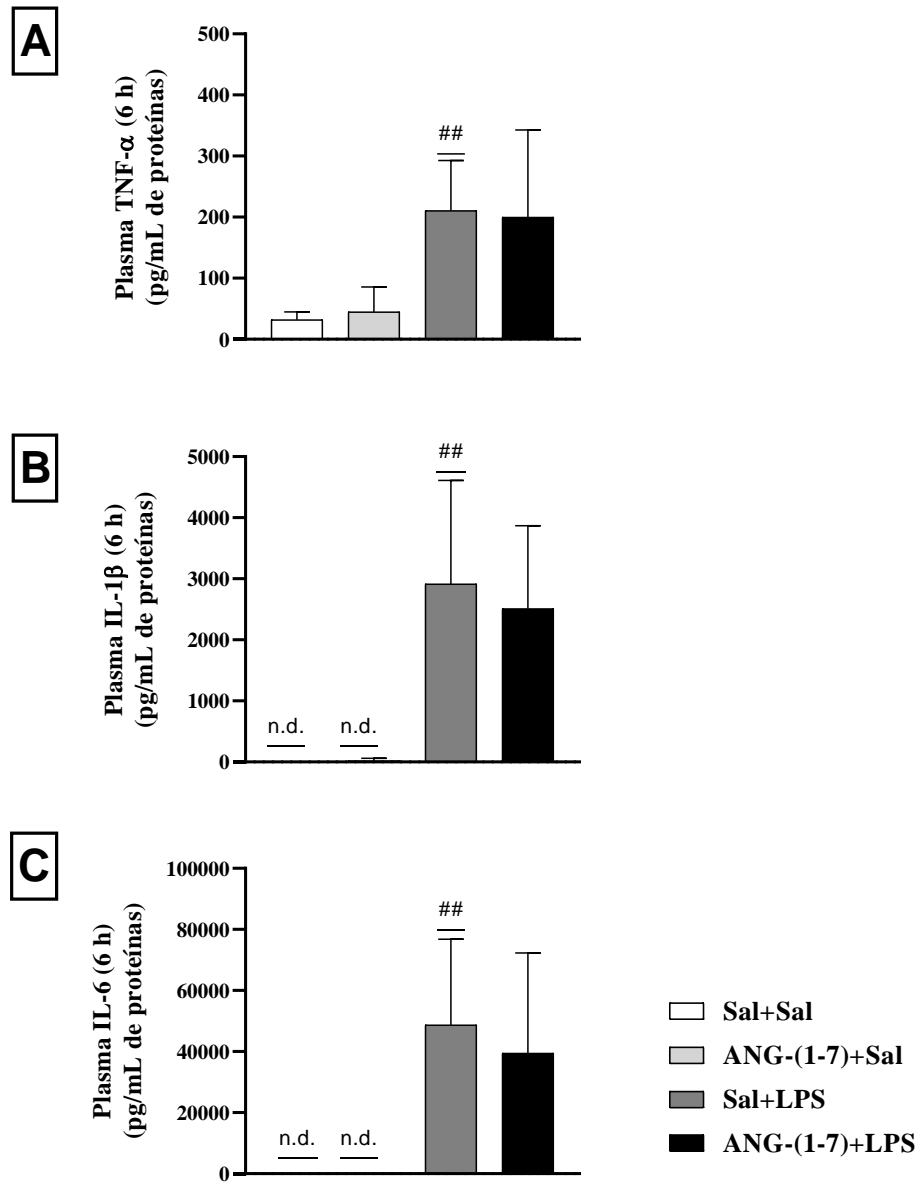 A
Plasma TNF-α (6 h)
(pg/mL de proteínas)
500
400
300
200
100
0
##
B
Plasma IL-1β (6 h)
(pg/mL de proteínas)
5000
4000
3000
2000
1000
0
n.d.
n.d.
##
C
Plasma IL-6 (6 h)
(pg/mL de proteínas)
100000
80000
60000
40000
20000
0
n.d.
n.d.
##
Sal+Sal
ANG-(1-7)+Sal
Sal+LPS
ANG-(1-7)+LPS